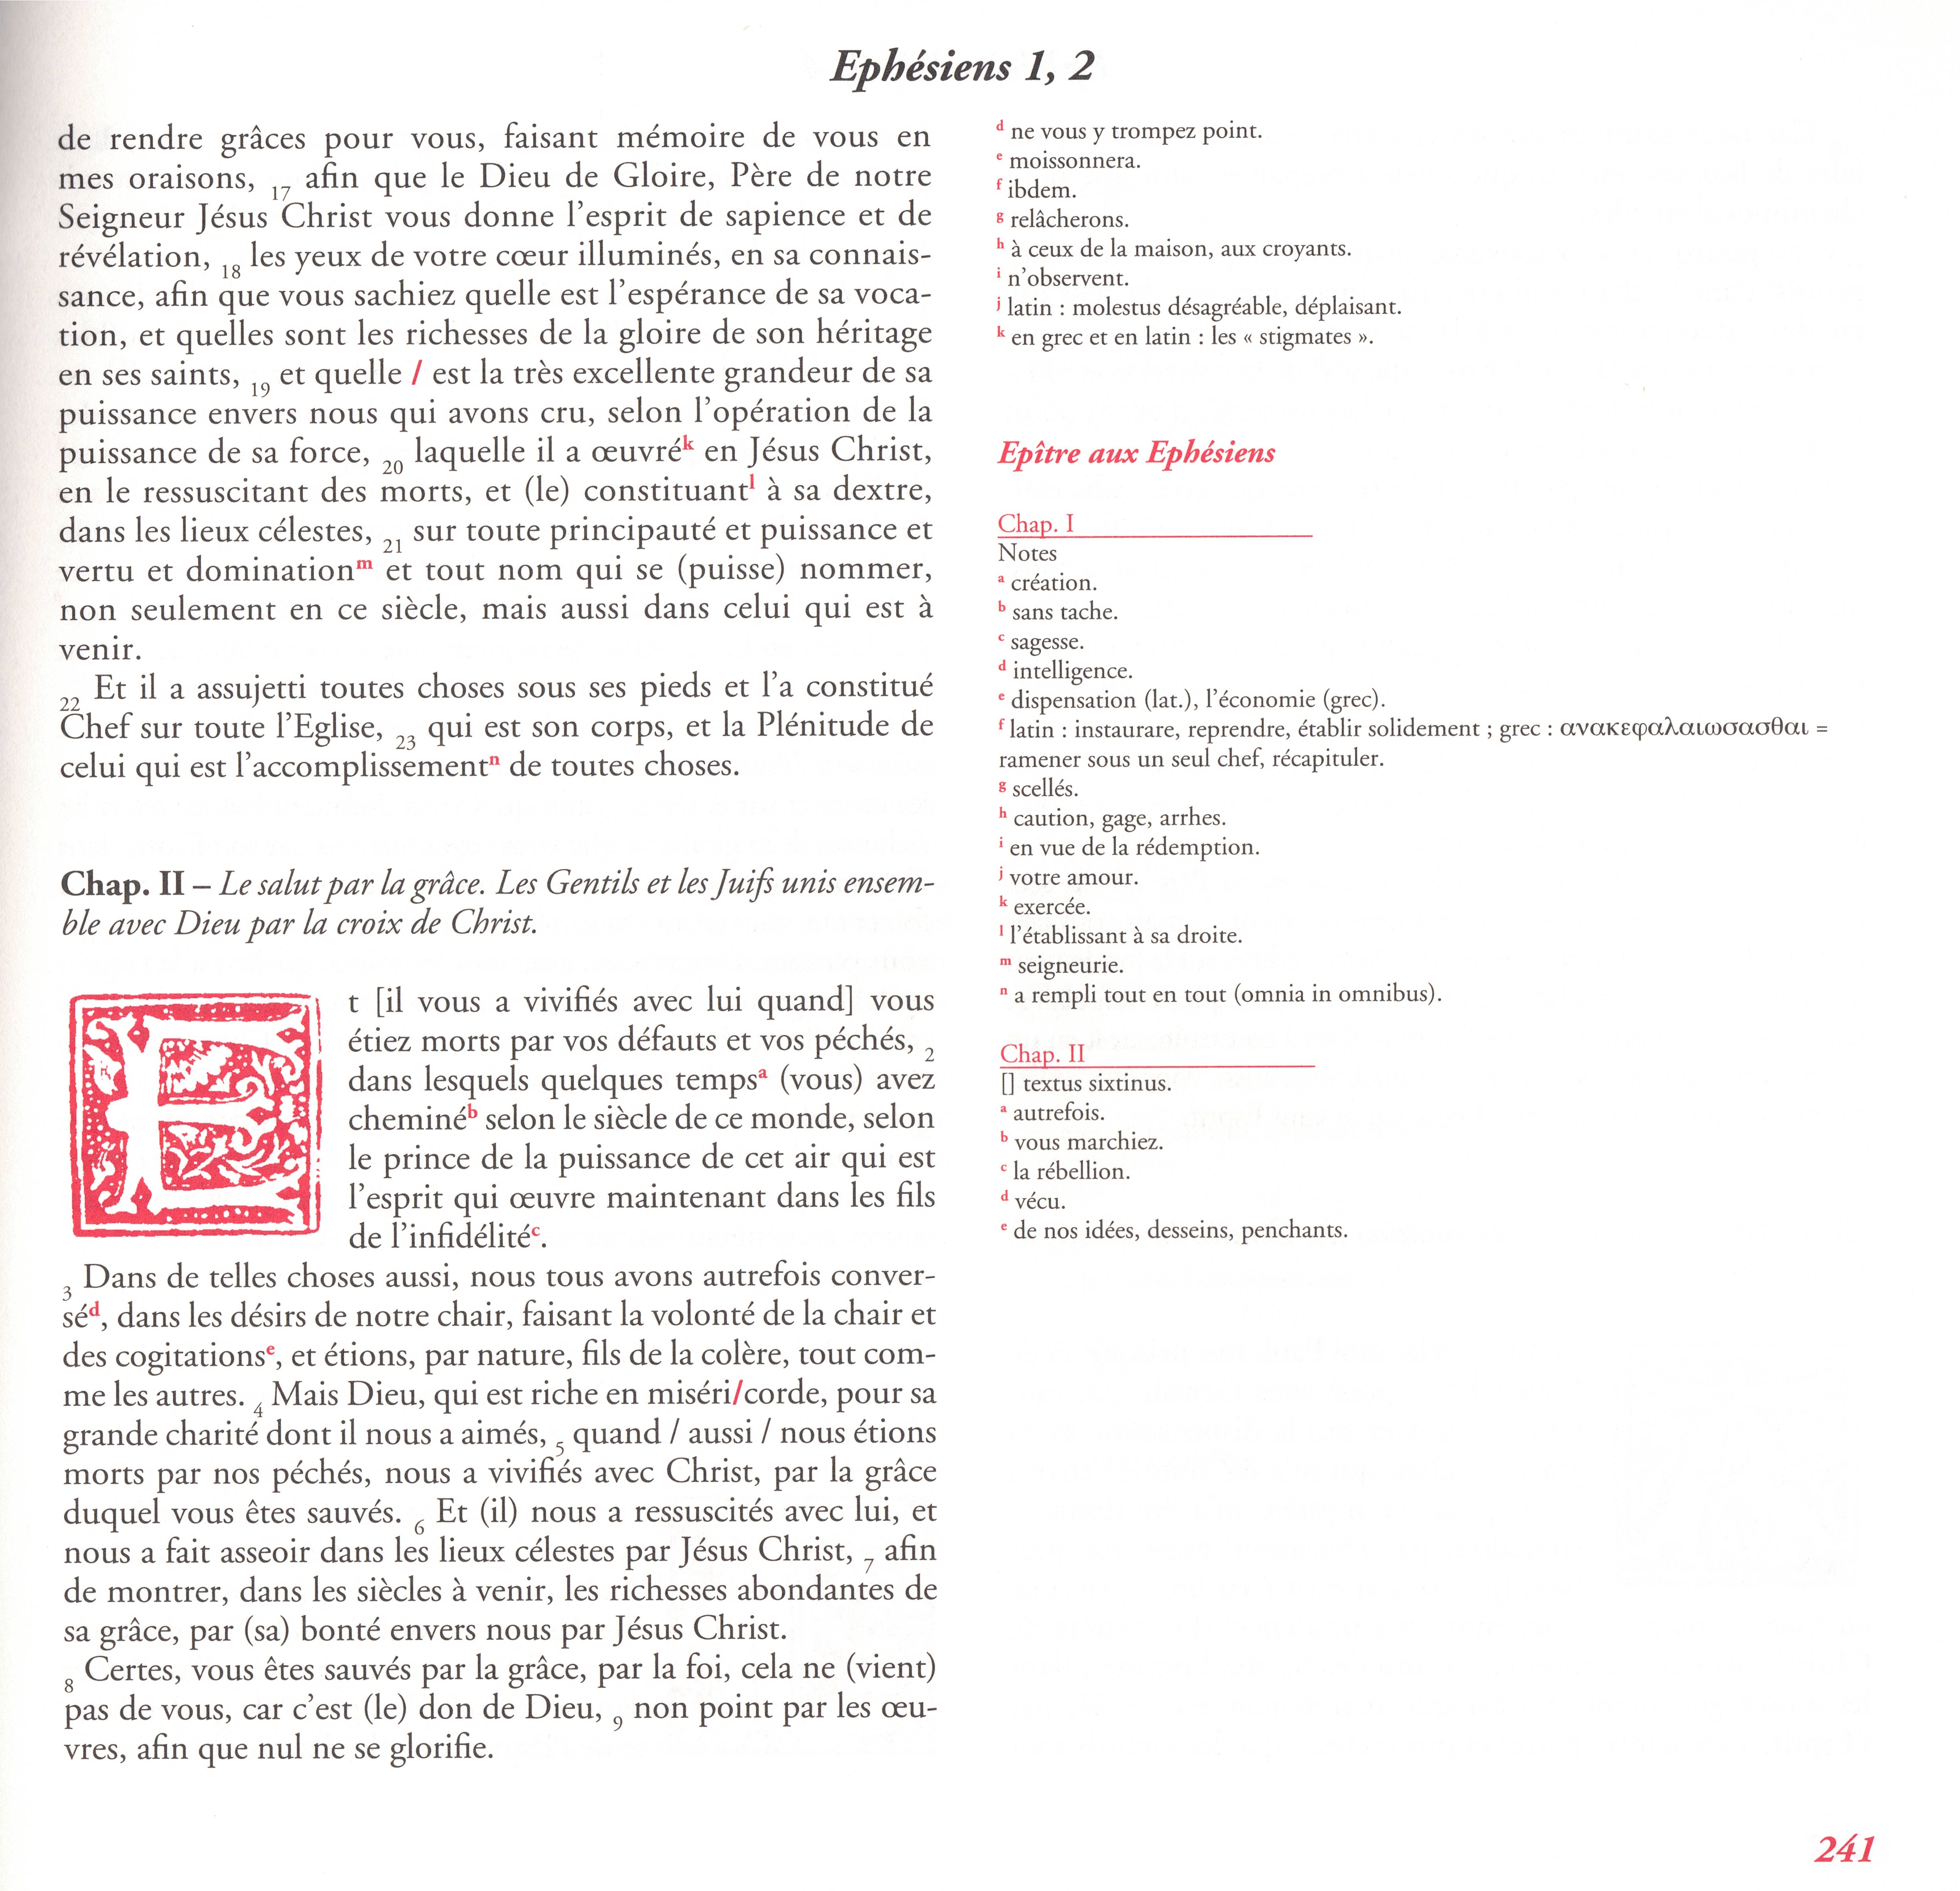 Ephésiens 1, 2
de rendre grâces pour vous, faisant mémoire de vous en
mes oraisons, 17 afin que le Dieu de Gloire, Père de notre
Seigneur Jésus Christ vous donne l'esprit de sapience et de
révélation, 18 les yeux de votre cœur illuminés, en sa connais-
sance, afin que vous sachiez quelle est l'espérance de sa voca-
tion, et quelles sont les richesses de la gloire de son héritage
en ses saints, 19 et quelle / est la très excellente grandeur de sa
puissance envers nous qui avons cru, selon l'opération de la
puissance de sa force, 20 laquelle il a œuvré k en Jésus Christ,
en le ressuscitant des morts, et (le) constituant l à sa dextre,
dans les lieux célestes, 21 sur toute principauté et puissance et
vertu et domination m et tout nom qui se (puisse) nommer,
non seulement en ce siècle, mais aussi dans celui qui est à
venir.
22 Et il a assujetti toutes choses sous ses pieds et l'a constitué
Chef sur toute l'Eglise, 23 qui est son corps, et la Plénitude de
celui qui est l'accomplissement n de toutes choses.
Chap. II – Le salut par la grâce. Les Gentils et les Juifs unis ensem-
ble avec Dieu par la croix de Christ.
Et [il vous a vivifiés avec lui quand] vous
étiez morts par vos défauts et vos péchés, 2
dans lesquels quelques temps a (vous) avez
cheminé b selon le siècle de ce monde, selon
le prince de la puissance de cet air qui est
l'esprit qui œuvre maintenant dans les fils
de l'infidélité c.
3 Dans de telles choses aussi, nous tous avons autrefois conver-
sé d, dans les désirs de notre chair, faisant la volonté de la chair et
des cogitations e, et étions, par nature, fils de la colère, tout com-
me les autres. 4 Mais Dieu, qui est riche en miséri/corde, pour sa
grande charité dont il nous a aimés, 5 quand / aussi / nous étions
morts par nos péchés, nous a vivifiés avec Christ, par la grâce
duquel vous êtes sauvés. 6 Et (il) nous a ressuscités avec lui, et
nous a fait asseoir dans les lieux célestes par Jésus Christ, 7 afin
de montrer, dans les siècles à venir, les richesses abondantes de
sa grâce, par (sa) bonté envers nous par Jésus Christ.
8 Certes, vous êtes sauvés par la grâce, par la foi, cela ne (vient)
pas de vous, car c'est (le) don de Dieu, 9 non point par les œu-
vres, afin que nul ne se glorifie.
d ne vous y trompez point.
e moissonnera.
f ibdem.
g relâcherons.
h à ceux de la maison, aux croyants.
i n'observent.
j latin : molestus désagréable, déplaisant.
k en grec et en latin : les « stigmates ».
Epître aux Ephésiens
Chap. I
Notes
a création.
b sans tache.
c sagesse.
d intelligence.
e dispensation (lat.), l'économie (grec).
f latin : instaurare, reprendre, établir solidement ; grec : ανακεφαλαιωσασθαι =
ramener sous un seul chef, récapituler.
g scellés.
h caution, gage, arrhes.
i en vue de la rédemption.
j votre amour.
k exercée.
l l'établissant à sa droite.
m seigneurie.
n a rempli tout en tout (omnia in omnibus).
Chap. II
[] textus sixtinus.
a autrefois.
b vous marchiez.
c la rébellion.
d vécu.
e de nos idées, desseins, penchants.
241